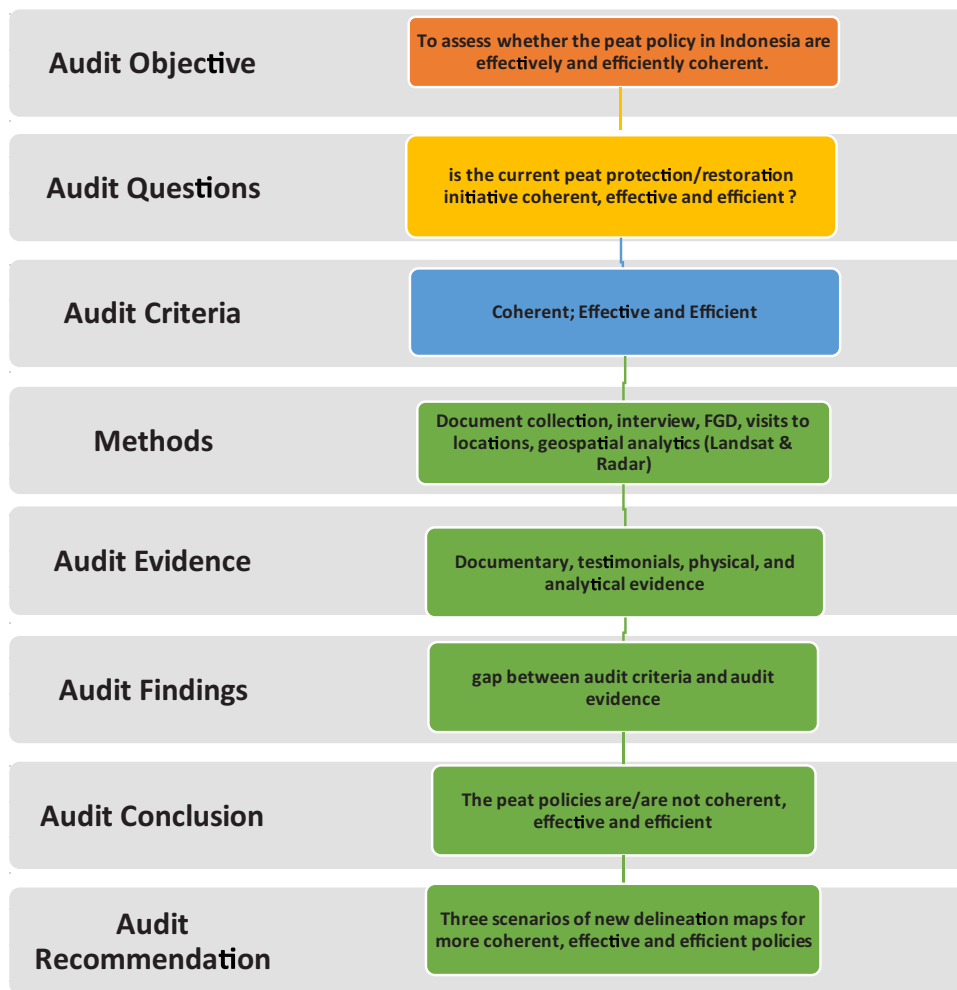 Audit Objective
To assess whether the peat policy in Indonesia are
effectively and efficiently coherent.
Audit Questions
is the current peat protection/restoration
initiative coherent, effective and efficient ?
Audit Criteria
Coherent; Effective and Efficient
Methods
Document collection, interview, FGD, visits to
locations, geospatial analytics (Landsat &
Radar)
Audit Evidence
Documentary, testimonials, physical, and
analytical evidence
Audit Findings
gap between audit criteria and audit
evidence
Audit Conclusion
The peat policies are/are not coherent,
effective and efficient
Audit
Recommendation
Three scenarios of new delineation maps for
more coherent, effective and efficient policies